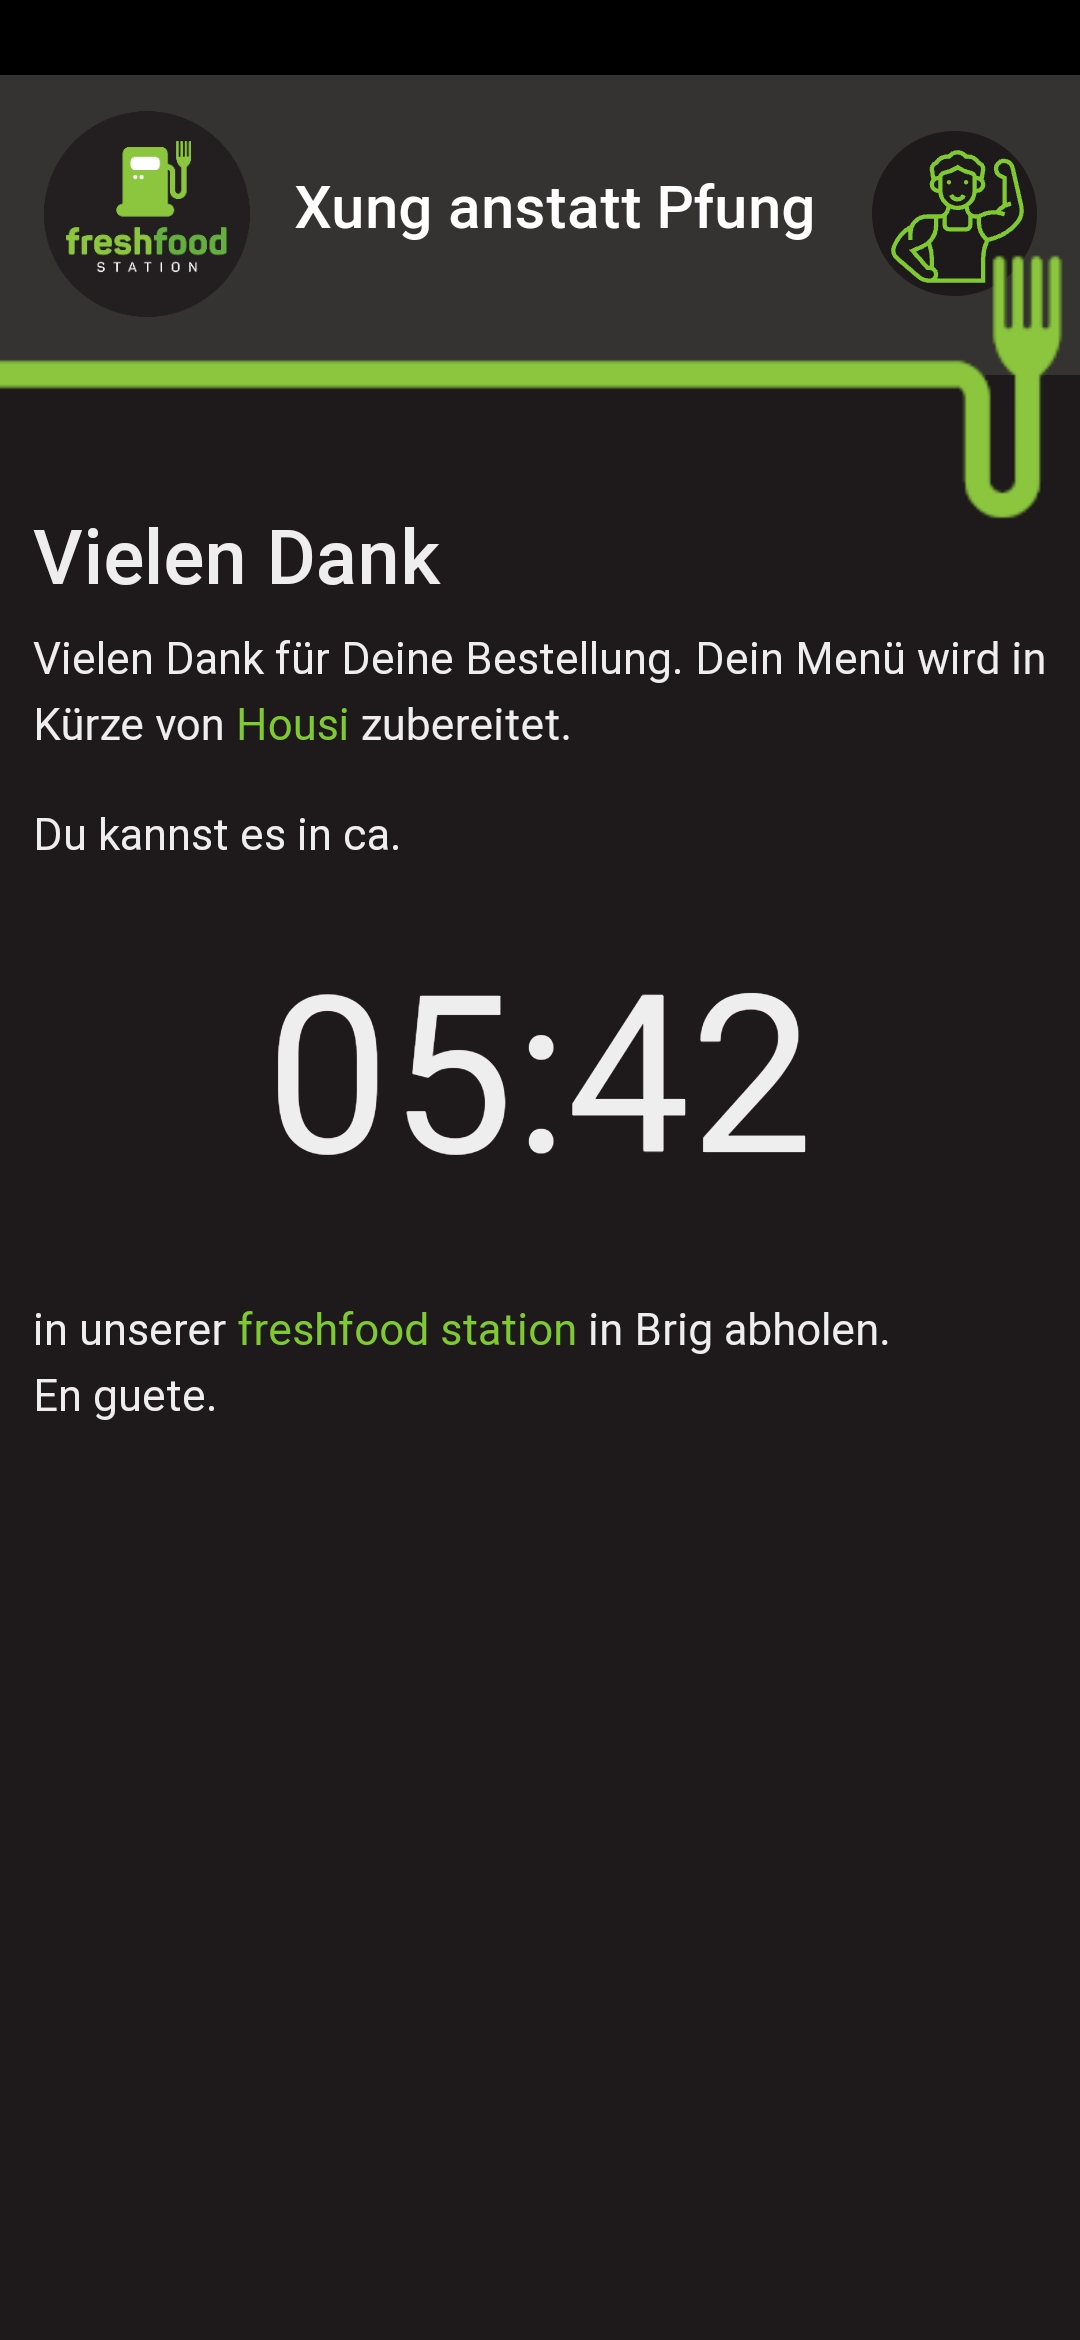 freshfood
STATION
Xung anstatt Pfung
Vielen Dank
Vielen Dank für Deine Bestellung. Dein Menü wird in
Kürze von Housi zubereitet.
Du kannst es in ca.
05:42
in unserer freshfood station in Brig abholen.
En guete.